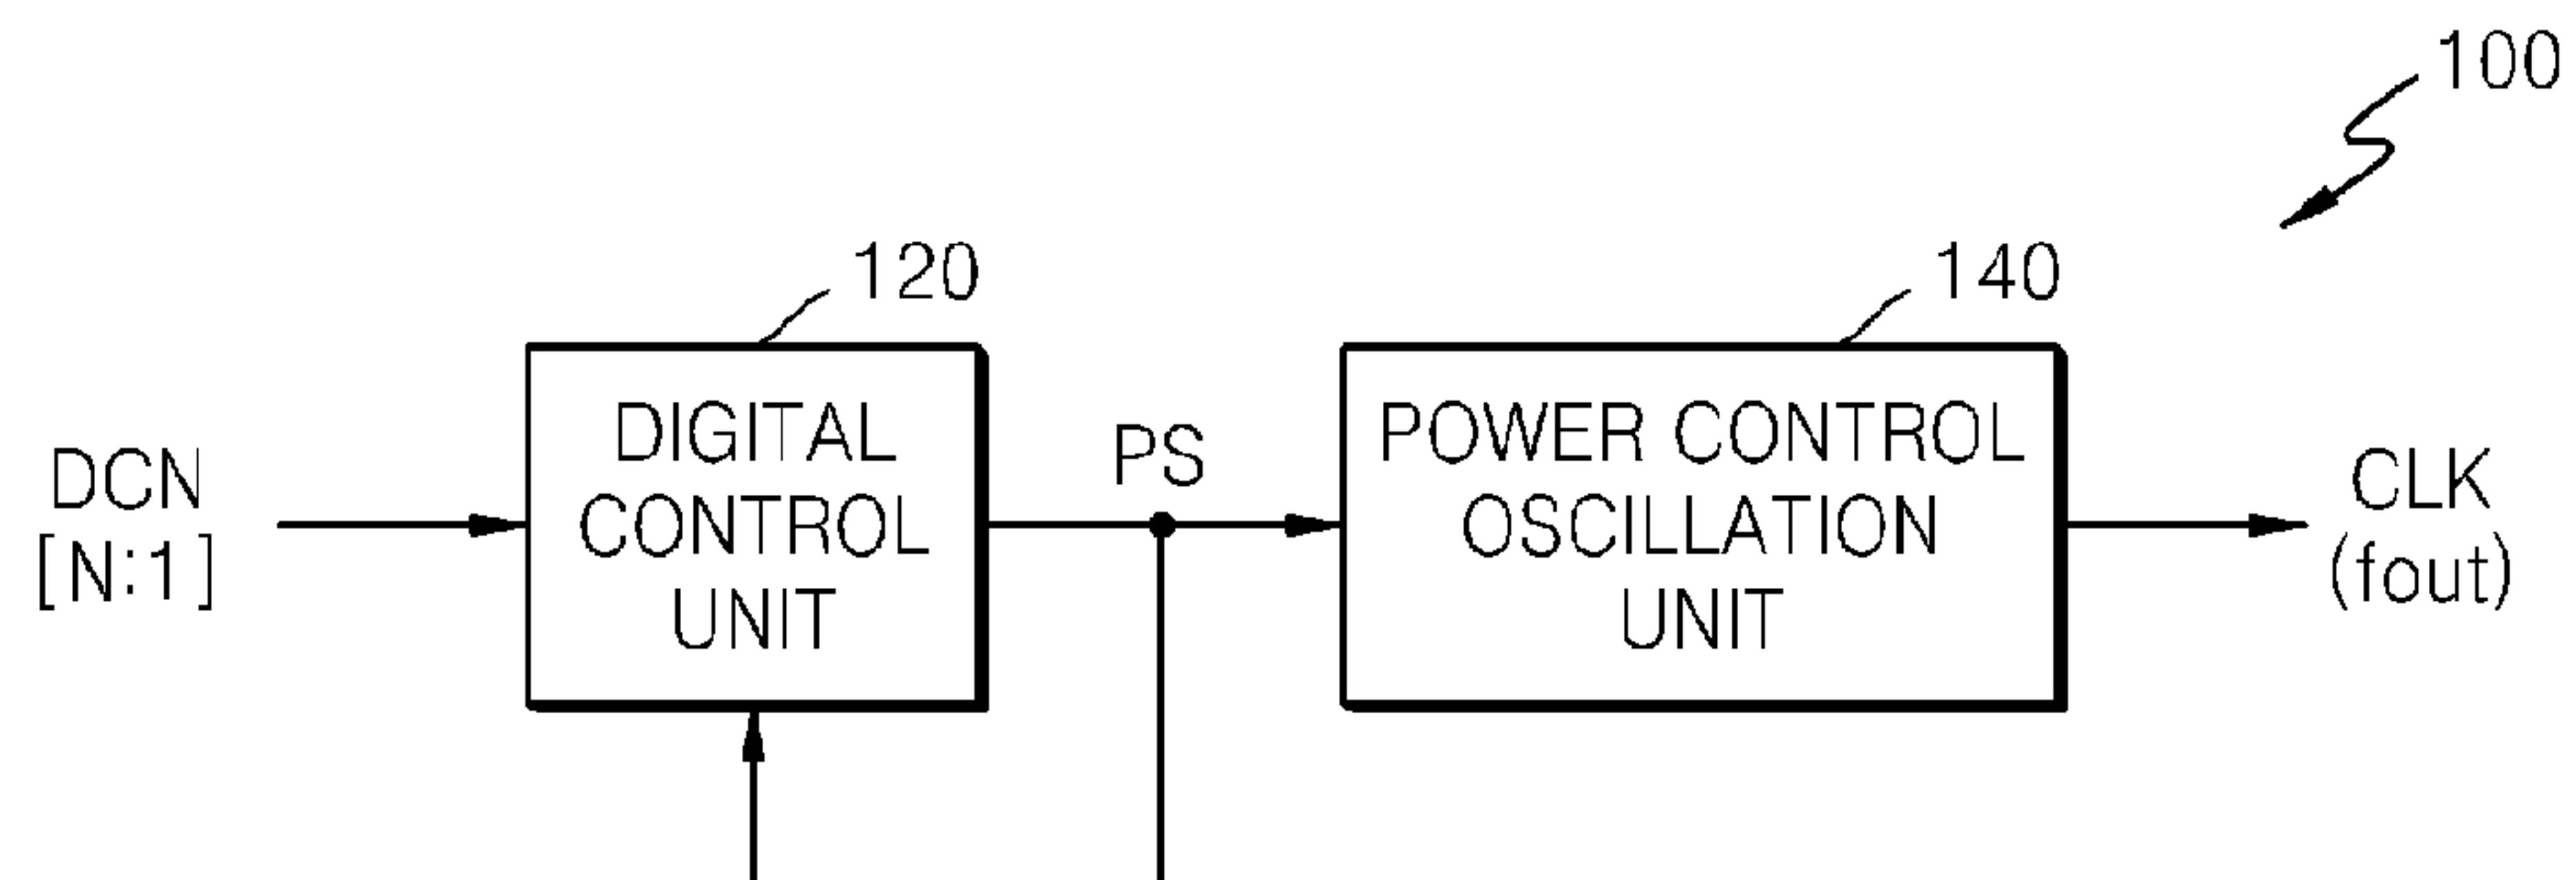 100
120
140
DIGITAL
CONTROL
UNIT
PS
POWER CONTROL
OSCILLATION
UNIT
DCN
[N:1]
CLK
(fout)